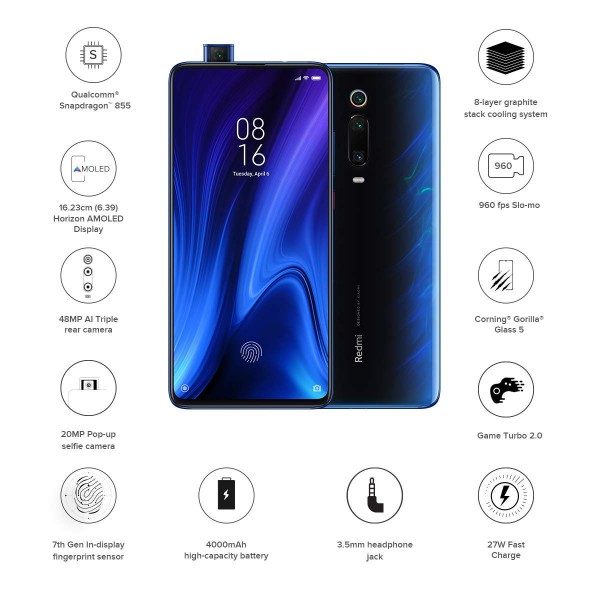 S
Qualcomm®
Snapdragon™ 855
AMOLED
16.23cm (6.39)
Horizon AMOLED
Display
48MP AI Triple
rear camera
20MP Pop-up
selfie camera
7th Gen In-display
fingerprint sensor
08
16
Tuesday, April 6
Redmi
4000mAh
high-capacity battery
3.5mm headphone
jack
8-layer graphite
stack cooling system
960
960 fps Slo-mo
Corning® Gorilla®
Glass 5
Game Turbo 2.0
27W Fast
Charge